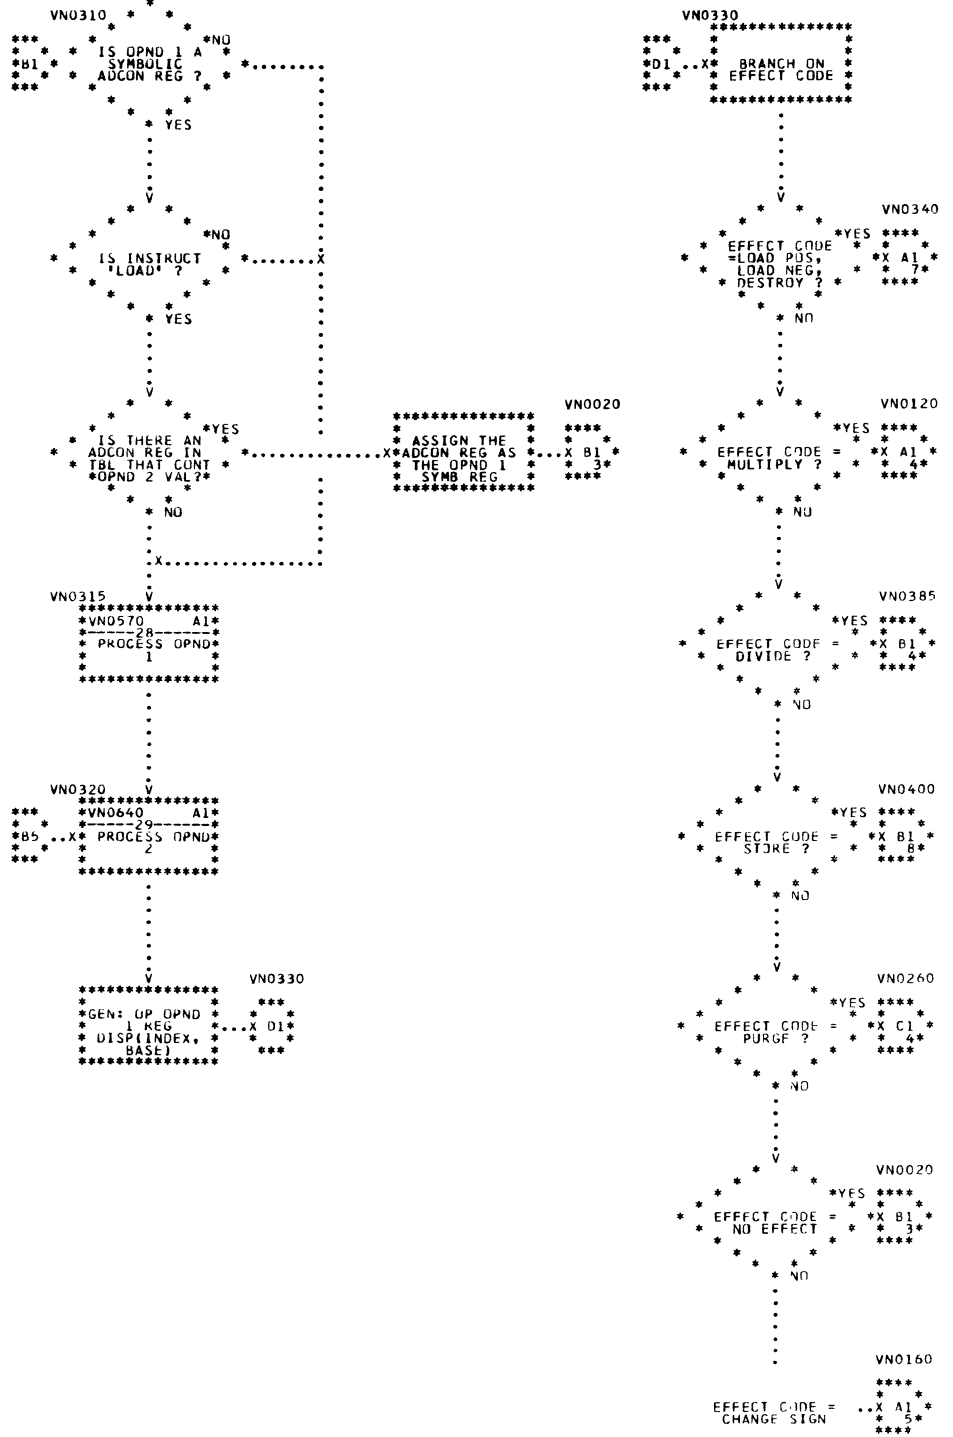 VN0310
B1
IS OPND 1 A
SYMBOLIC
ADCON REG ?
NO
YES
IS INSTRUCT
'LOAD' ?
NO
YES
IS THERE AN
ADCON REG IN
TBL THAT CONT
OPND 2 VAL?
YES
NO
ASSIGN THE
ADCON REG AS
THE OPND 1
SYMB REG
VN0020
X B1
3
X
VN0315
VN0570 A1
28
PROCESS OPND
1
VN0320
B5
VN0640 A1
29
PROCESS OPND
2
GEN: OP OPND
1 REG
DISP(INDEX,
BASE)
VN0330
X D1
VN0330
D1
BRANCH ON
EFFECT CODE
EFFECT CODE
=LOAD POS,
LOAD NEG,
DESTROY ?
YES
VN0340
X A1
7
NO
EFFECT CODE =
MULTIPLY ?
YES
VN0120
X A1
4
NO
EFFECT CODE =
DIVIDE ?
YES
VN0385
X B1
4
NO
EFFECT CODE =
STORE ?
YES
VN0400
X B1
8
NO
EFFECT CODE =
PURGE ?
YES
VN0260
X C1
4
NO
EFFECT CODE =
NO EFFECT
YES
VN0020
X B1
3
NO
EFFECT CODE =
CHANGE SIGN
VN0160
X A1
5